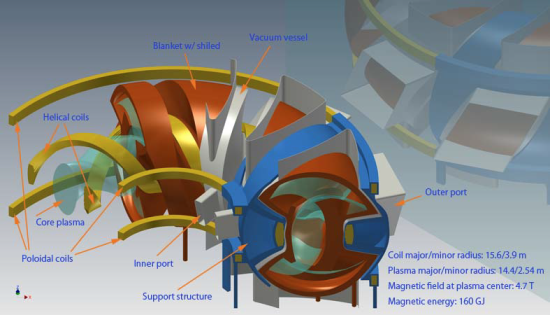 Vacuum vessel
Blanket w/ shiled
Helical coils
Core plasma
Poloidal coils
Inner port
Support structure
Outer port
Coil major/minor radius: 15.6/3.9 m
Plasma major/minor radius: 14.4/2.54 m
Magnetic field at plasma center: 4.7 T
Magnetic energy: 160 GJ